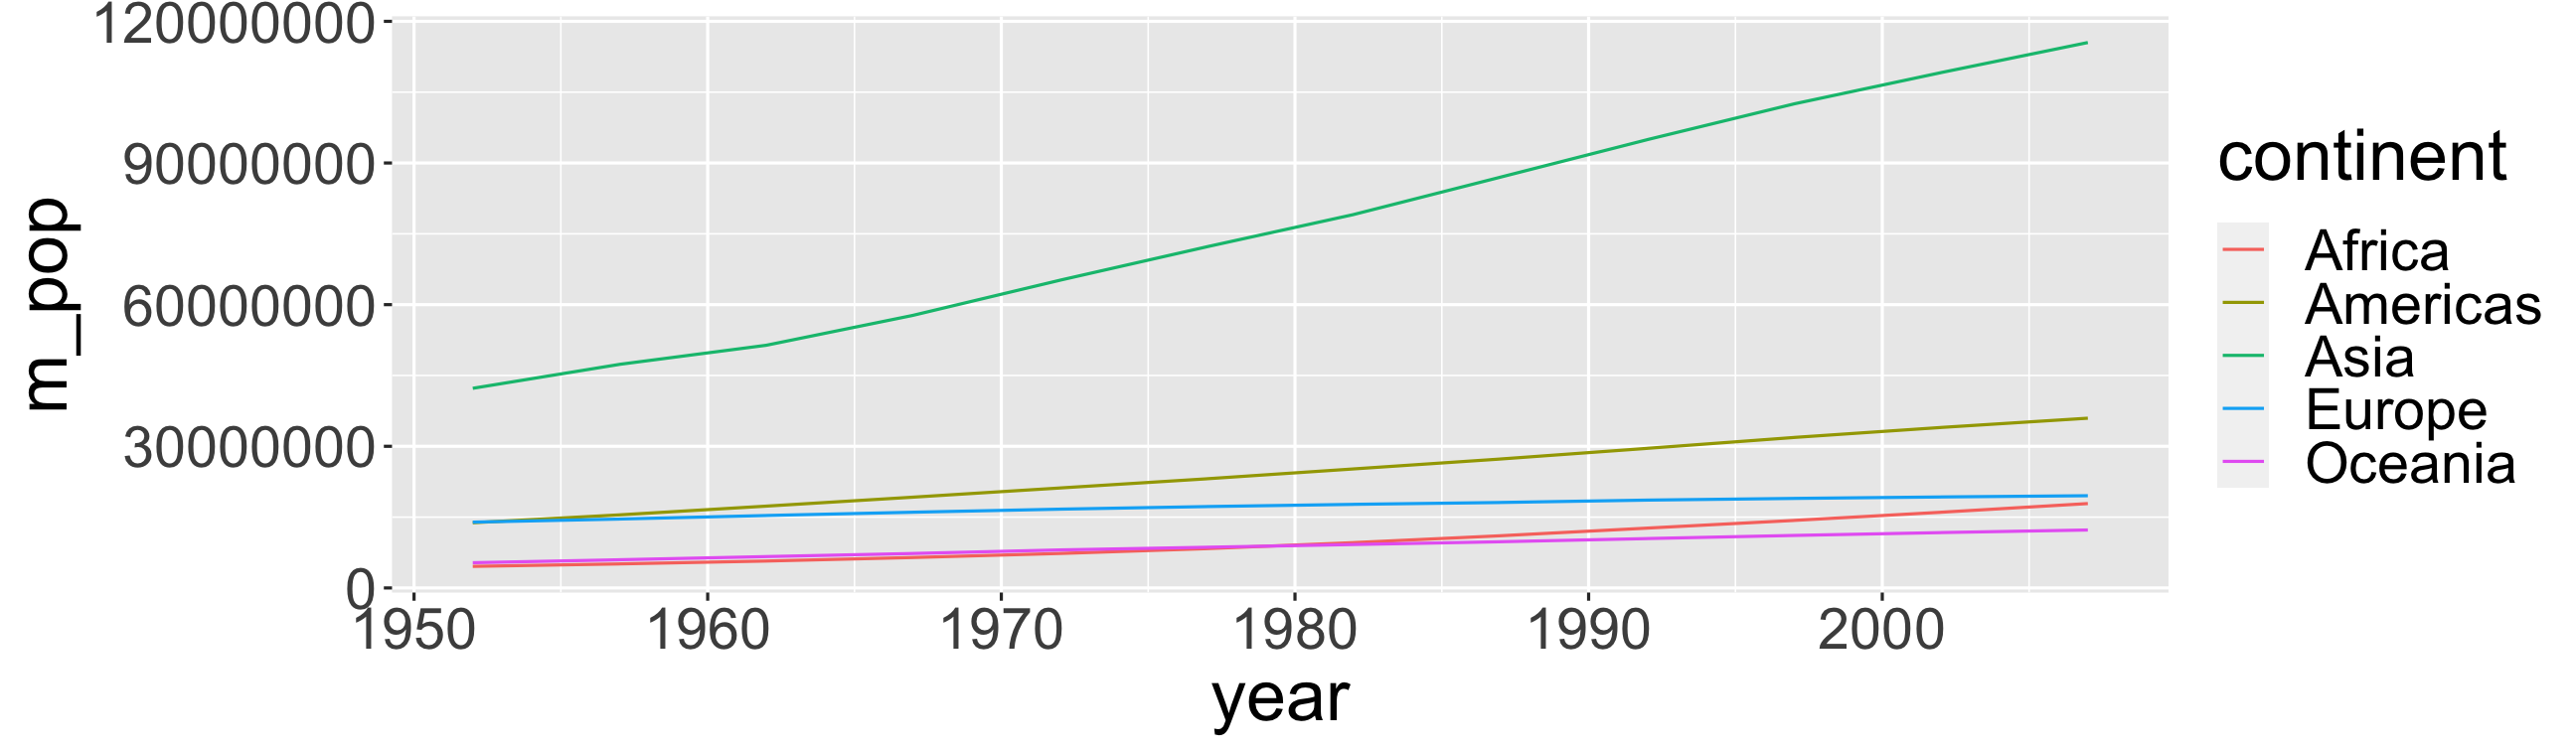 120000000
90000000
60000000
30000000
0
m_pop
1950 1960 1970 1980 1990 2000
year
continent
Africa
Americas
Asia
Europe
Oceania